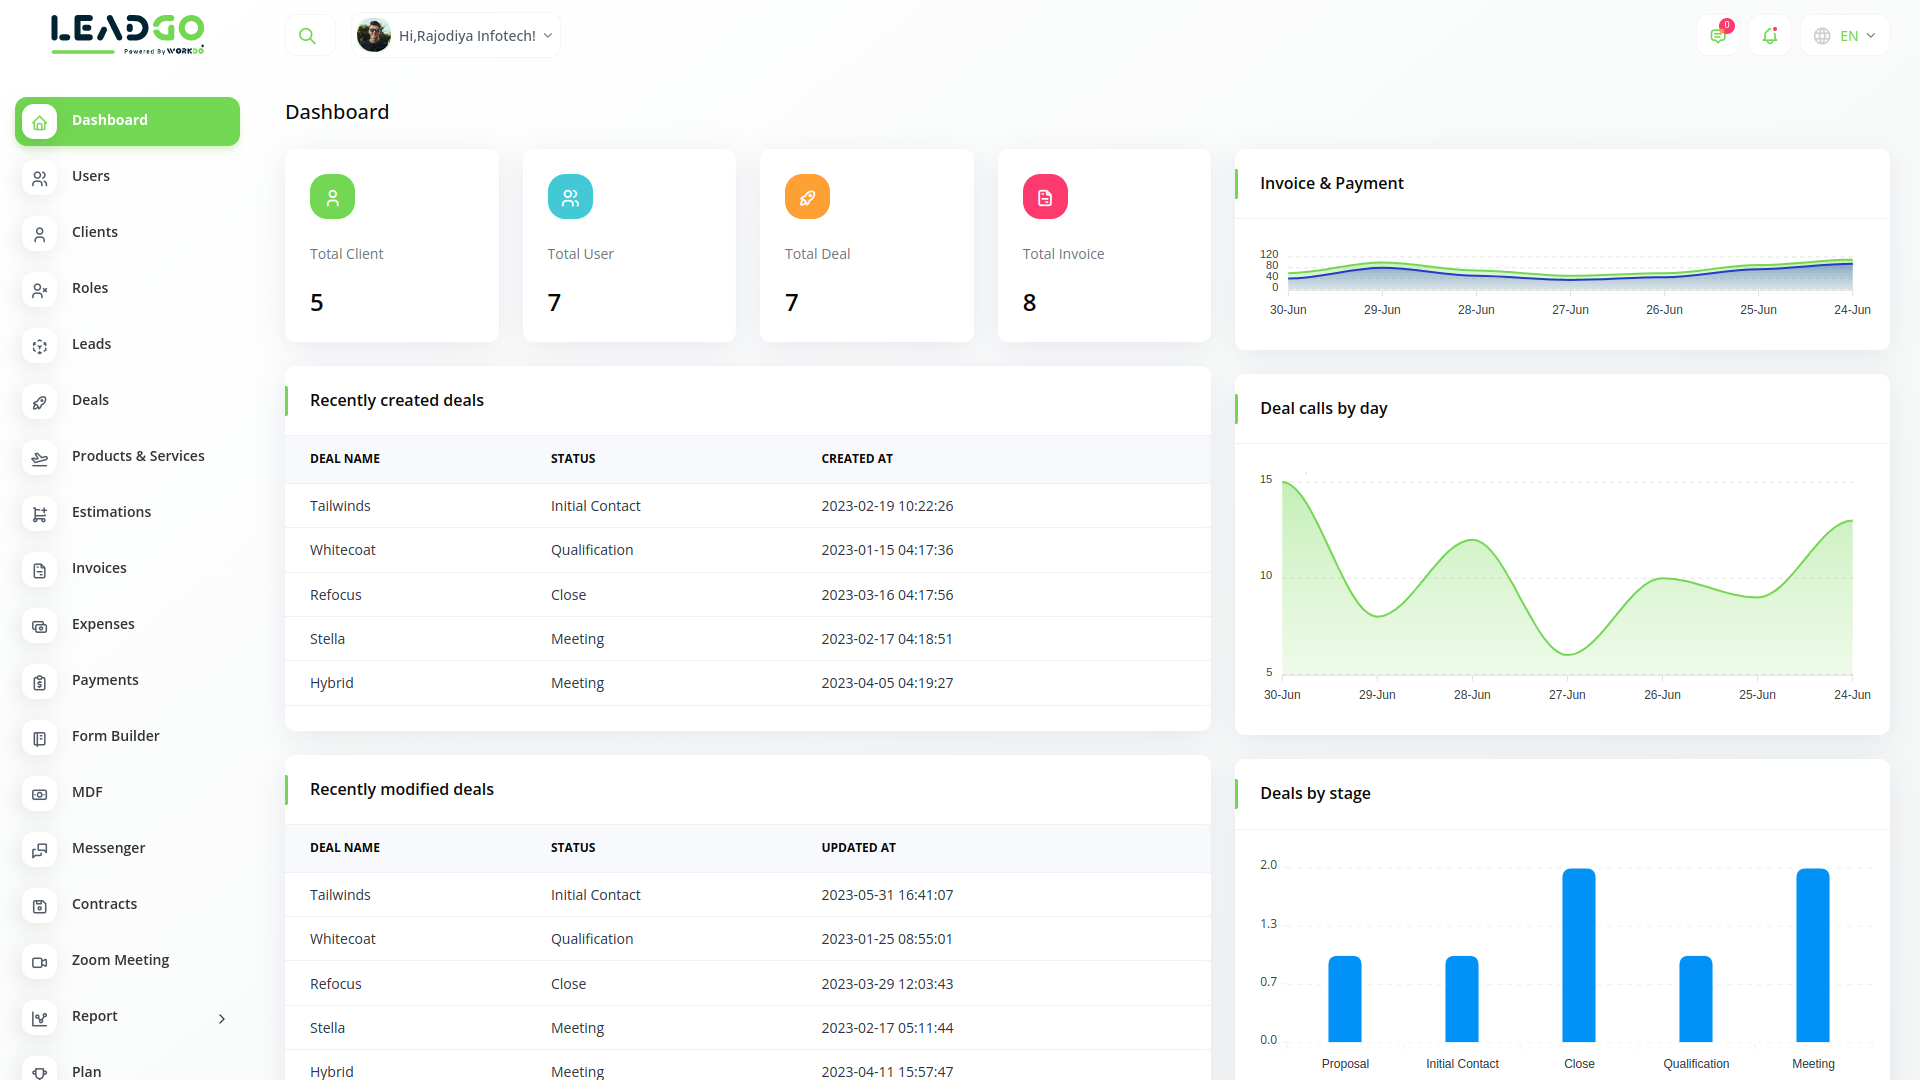 LEADGO
Powered By WORKDO
Hi,Rajodiya Infotech!
0
EN
Dashboard
Users
Clients
Roles
Leads
Deals
Products & Services
Estimations
Invoices
Expenses
Payments
Form Builder
MDF
Messenger
Contracts
Zoom Meeting
Report
Plan
Dashboard
Total Client
5
Total User
7
Total Deal
7
Total Invoice
8
Recently created deals
DEAL NAME STATUS CREATED AT
Tailwinds Initial Contact 2023-02-19 10:22:26
Whitecoat Qualification 2023-01-15 04:17:36
Refocus Close 2023-03-16 04:17:56
Stella Meeting 2023-02-17 04:18:51
Hybrid Meeting 2023-04-05 04:19:27
Recently modified deals
DEAL NAME STATUS UPDATED AT
Tailwinds Initial Contact 2023-05-31 16:41:07
Whitecoat Qualification 2023-01-25 08:55:01
Refocus Close 2023-03-29 12:03:43
Stella Meeting 2023-02-17 05:11:44
Hybrid Meeting 2023-04-11 15:57:47
Invoice & Payment
120
80
40
0
30-Jun 29-Jun 28-Jun 27-Jun 26-Jun 25-Jun 24-Jun
Deal calls by day
15
10
5
30-Jun 29-Jun 28-Jun 27-Jun 26-Jun 25-Jun 24-Jun
Deals by stage
2.0
1.3
0.7
0.0
Proposal Initial Contact Close Qualification Meeting